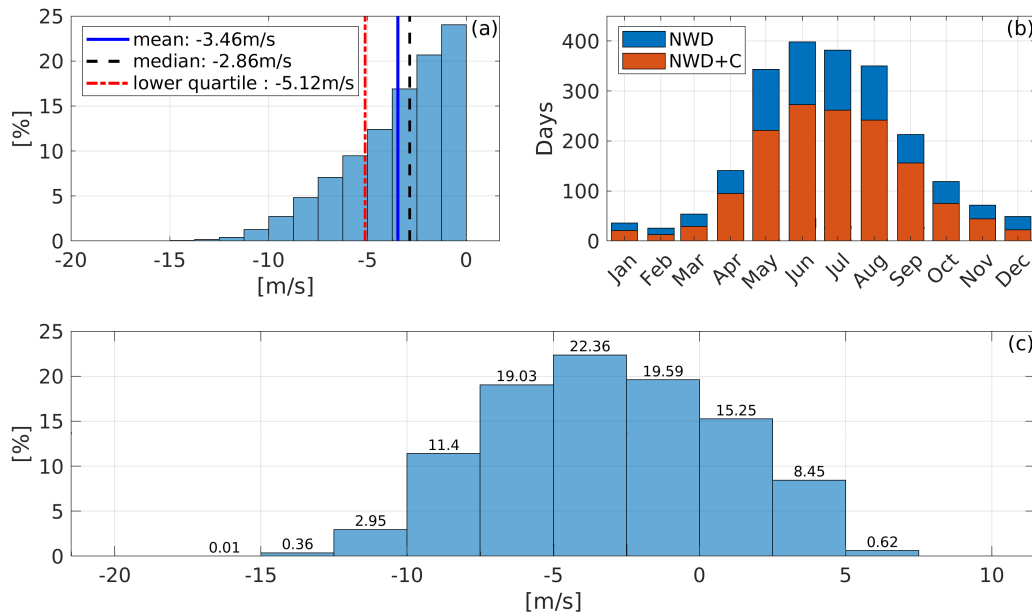 (a)
mean: -3.46m/s
median: -2.86m/s
lower quartile : -5.12m/s
25
20
15
10
5
0
[%]
-20
-15
-10
-5
0
[m/s]
(b)
NWD
NWD+C
400
300
200
100
0
Days
Jan
Feb
Mar
Apr
May
Jun
Jul
Aug
Sep
Oct
Nov
Dec
(c)
25
20
15
10
5
0
[%]
0.01
0.36
2.95
11.4
19.03
22.36
19.59
15.25
8.45
0.62
-20
-15
-10
-5
0
5
10
[m/s]